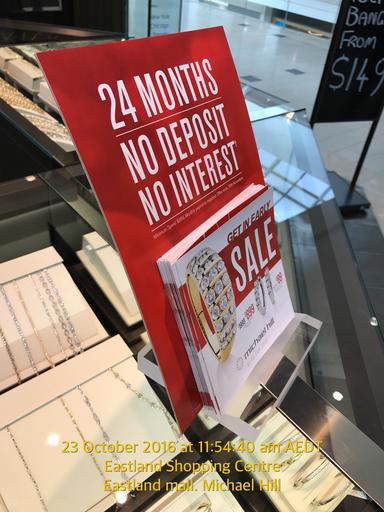 24 MONTHS
NO DEPOSIT
NO INTEREST
GET IN EARLY
SALE
michael hill
FROM
$149
23 October 2016 at 11:54:40 am AEDT
Eastland Shopping Centre
Eastland mall. Michael Hill